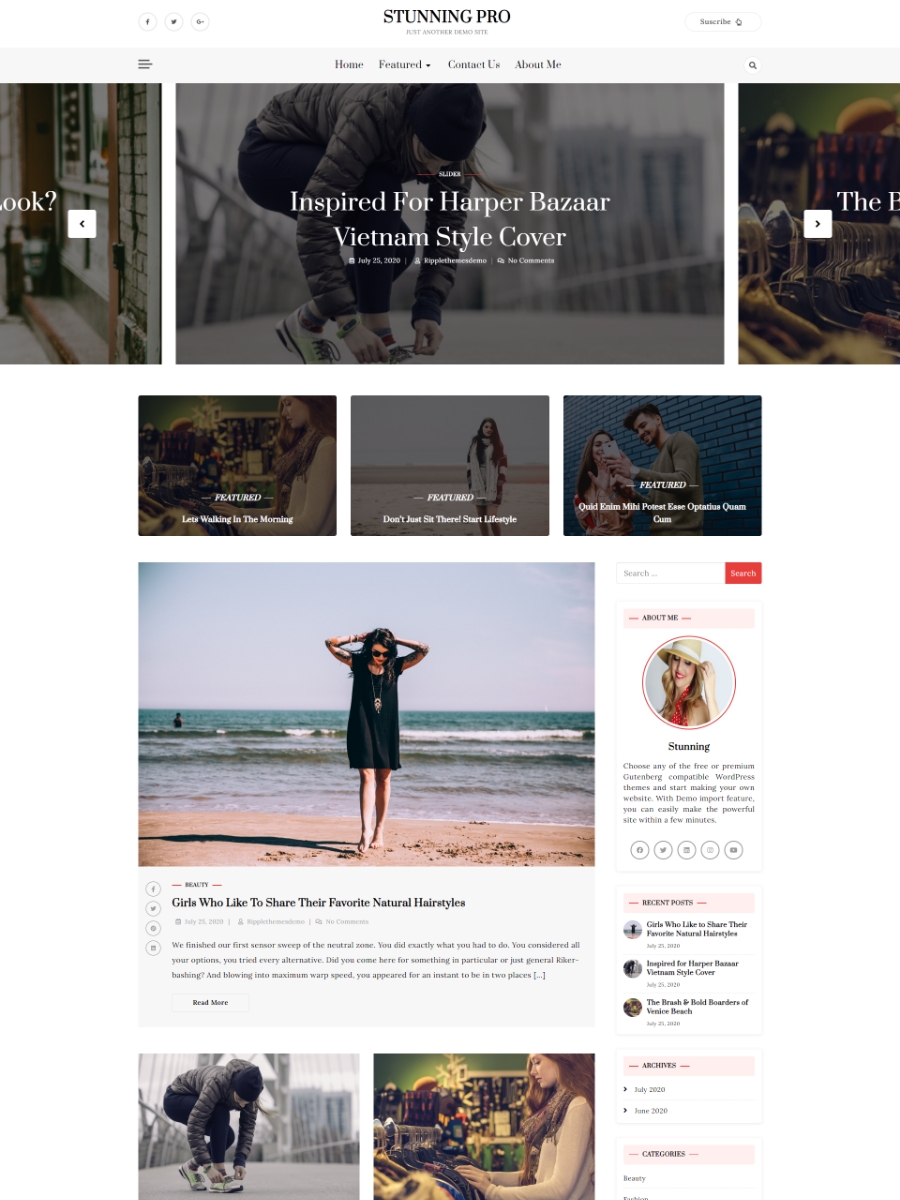 STUNNING PRO
JUST ANOTHER DEMO SITE
Suscribe
Home Featured Contact Us About Me
Look?
SLIDER
Inspired For Harper Bazaar
Vietnam Style Cover
July 25, 2020 | Ripplethemesdemo | No Comments
The B
FEATURED
Lets Walking In The Morning
FEATURED
Don't Just Sit There! Start Lifestyle
FEATURED
Quid Enim Mihi Potest Esse Optatius Quam
Cum
BEAUTY
Girls Who Like To Share Their Favorite Natural Hairstyles
July 25, 2020 | Ripplethemesdemo | No Comments
We finished our first sensor sweep of the neutral zone. You did exactly what you had to do. You considered all
your options, you tried every alternative. Did you come here for something in particular or just general Riker-
bashing? And blowing into maximum warp speed, you appeared for an instant to be in two places [...]
Read More
Search ...
Search
ABOUT ME
Stunning
Choose any of the free or premium
Gutenberg compatible WordPress
themes and start making your own
website. With Demo import feature,
you can easily make the powerful
site within a few minutes.
RECENT POSTS
Girls Who Like to Share Their
Favorite Natural Hairstyles
July 25, 2020
Inspired for Harper Bazaar
Vietnam Style Cover
July 25, 2020
The Brash & Bold Boarders of
Venice Beach
July 25, 2020
ARCHIVES
July 2020
June 2020
CATEGORIES
Beauty
Fashion